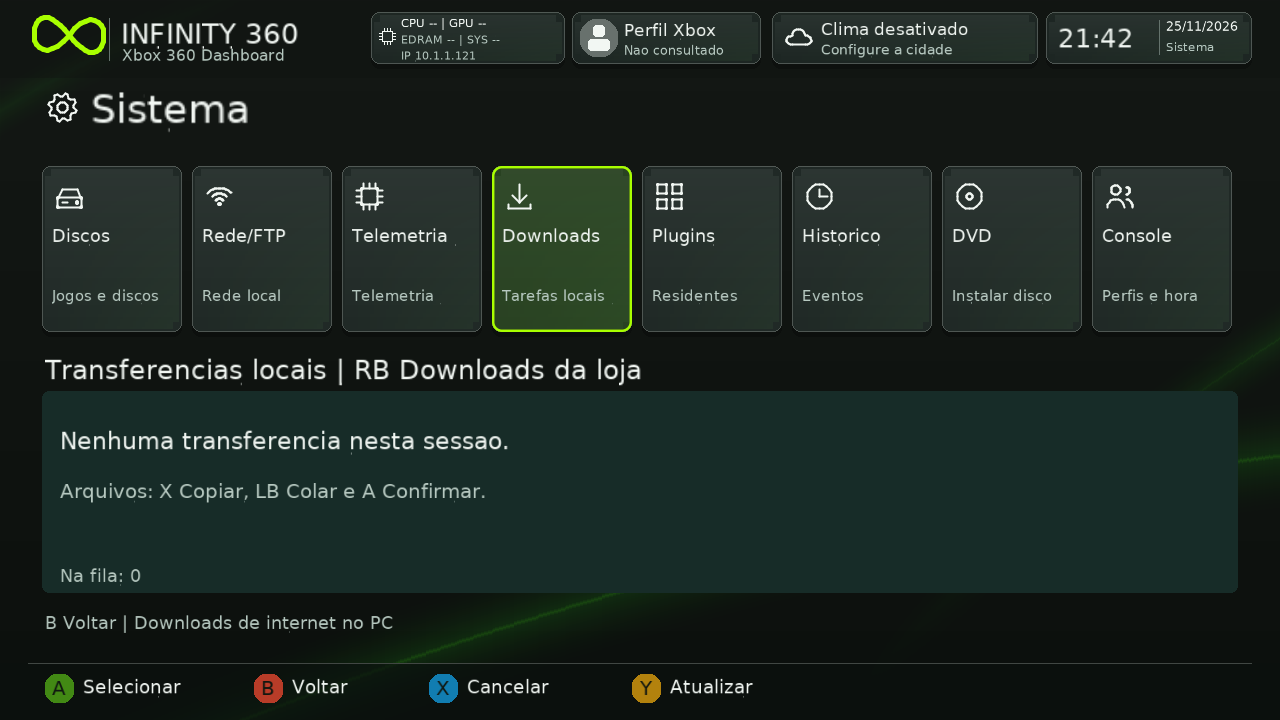 INFINITY 360
Xbox 360 Dashboard
CPU -- | GPU --
EDRAM -- | SYS --
IP 10.1.1.121
Perfil Xbox
Nao consultado
Clima desativado
Configure a cidade
21:42
25/11/2026
Sistema
Sistema
Discos
Jogos e discos
Rede/FTP
Rede local
Telemetria
Telemetria
Downloads
Tarefas locais
Plugins
Residentes
Historico
Eventos
DVD
Instalar disco
Console
Perfis e hora
Transferencias locais | RB Downloads da loja
Nenhuma transferencia nesta sessao.
Arquivos: X Copiar, LB Colar e A Confirmar.
Na fila: 0
B Voltar | Downloads de internet no PC
A Selecionar
B Voltar
X Cancelar
Y Atualizar